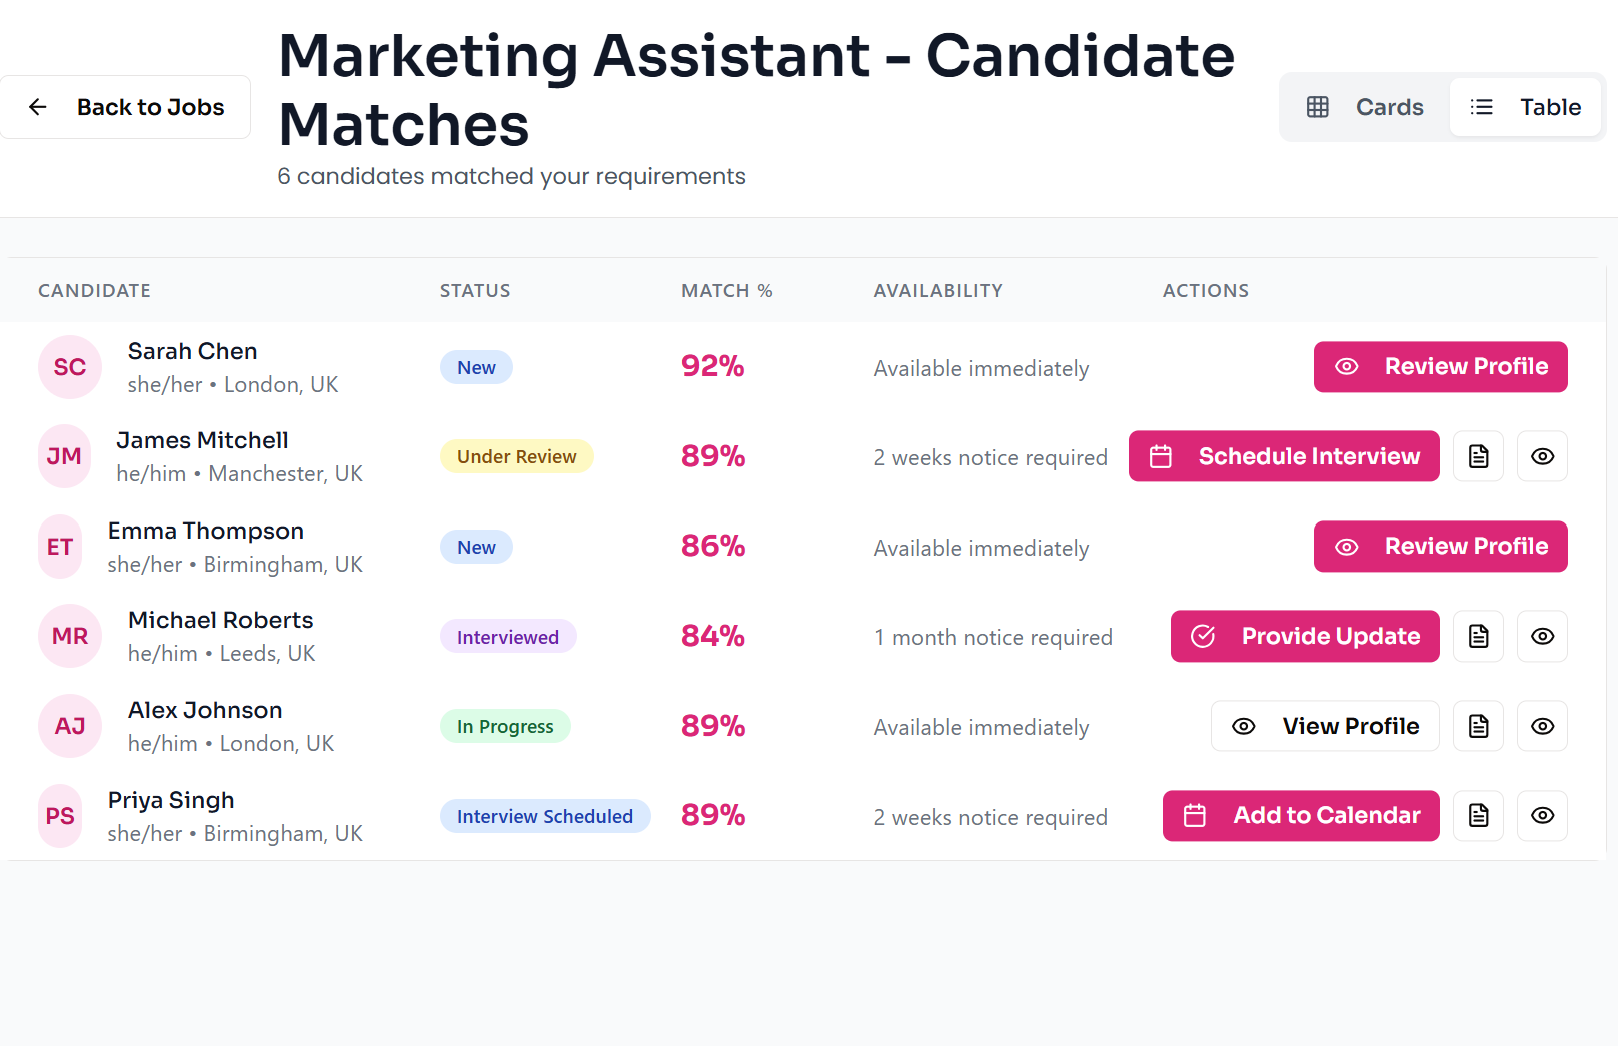 Back to Jobs
Marketing Assistant - Candidate
Matches
6 candidates matched your requirements
Cards
Table
CANDIDATE STATUS MATCH % AVAILABILITY ACTIONS
SC Sarah Chen
she/her • London, UK
New 92% Available immediately Review Profile
JM James Mitchell
he/him • Manchester, UK
Under Review 89% 2 weeks notice required Schedule Interview
ET Emma Thompson
she/her • Birmingham, UK
New 86% Available immediately Review Profile
MR Michael Roberts
he/him • Leeds, UK
Interviewed 84% 1 month notice required Provide Update
AJ Alex Johnson
he/him • London, UK
In Progress 89% Available immediately View Profile
PS Priya Singh
she/her • Birmingham, UK
Interview Scheduled 89% 2 weeks notice required Add to Calendar